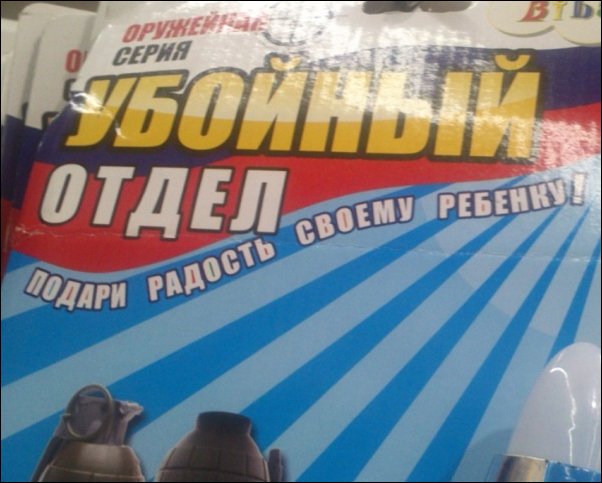 ОРУЖЕЙНАЯ
СЕРИЯ
УБОЙНЫЙ
ОТДЕЛ
ПОДАРИ РАДОСТЬ СВОЕМУ РЕБЕНКУ!